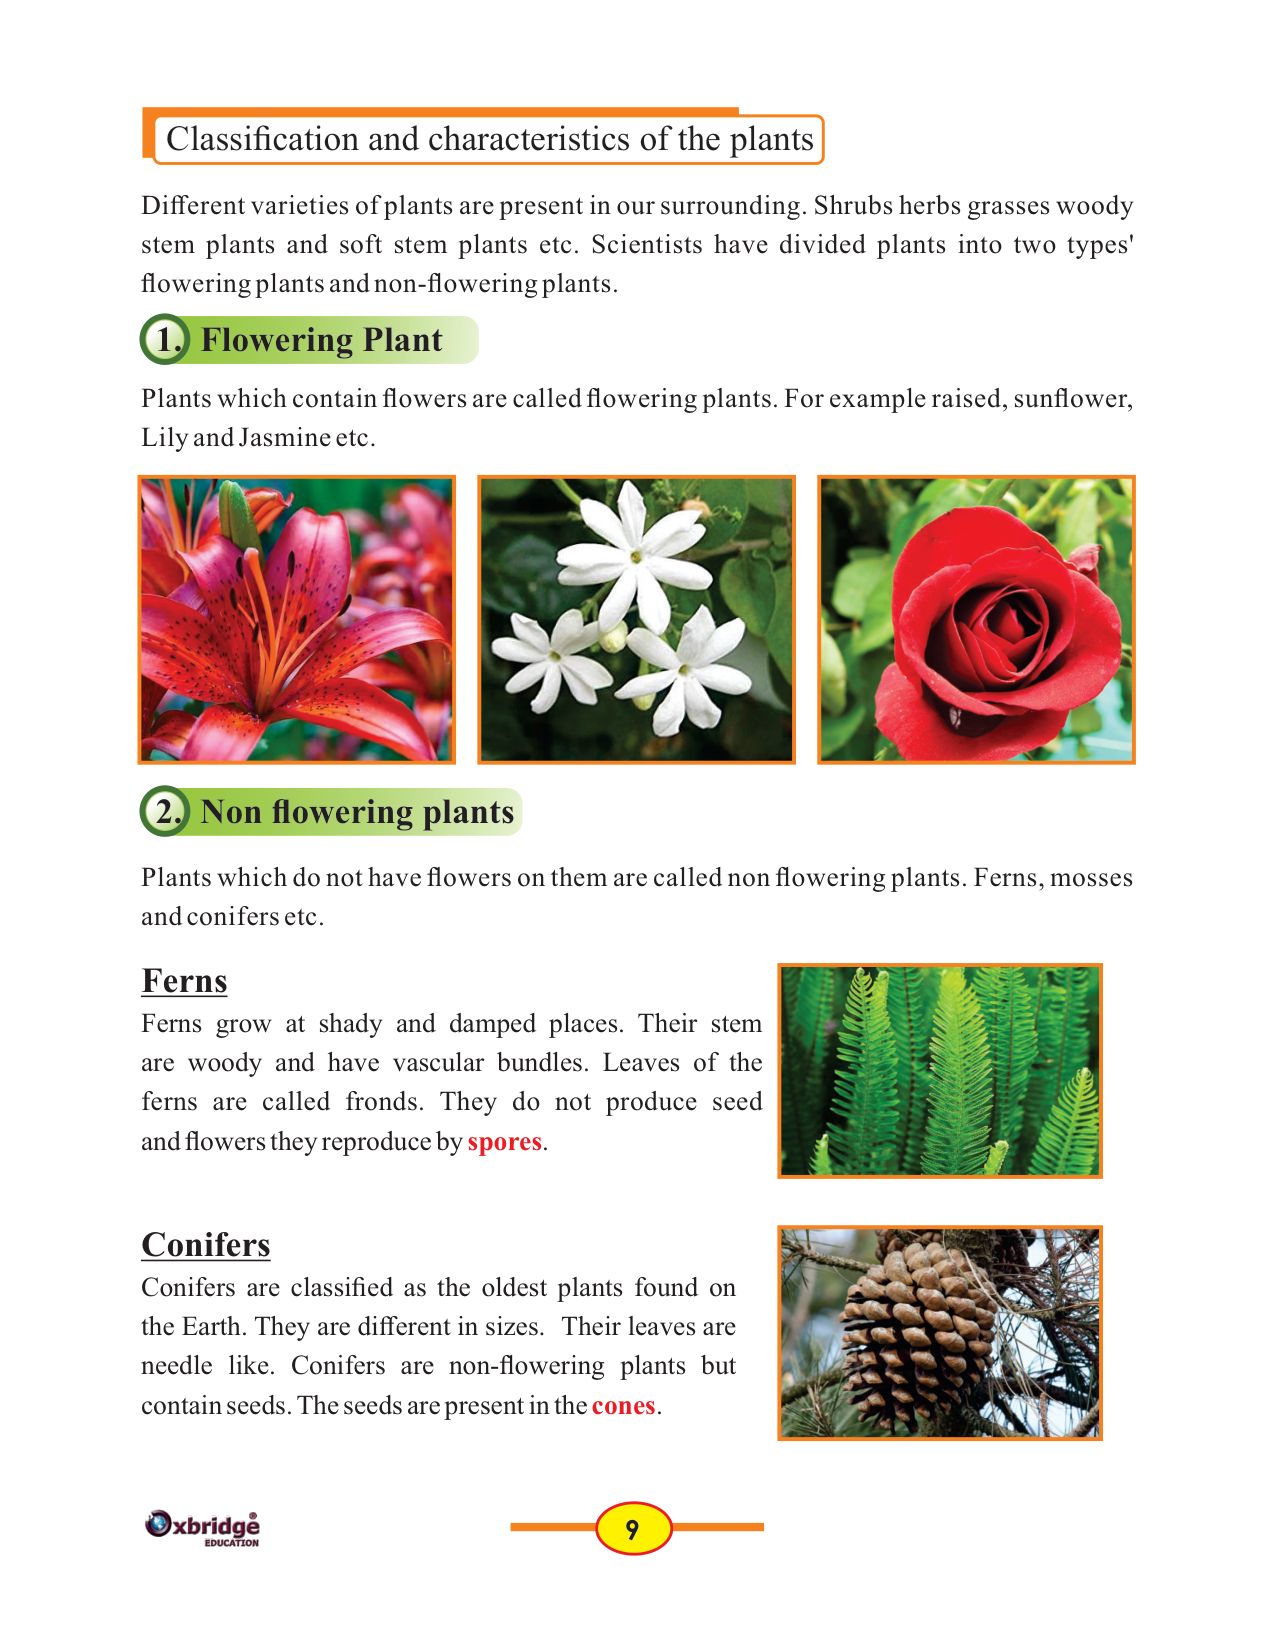 Classification and characteristics of the plants
Different varieties of plants are present in our surrounding. Shrubs herbs grasses woody
stem plants and soft stem plants etc. Scientists have divided plants into two types'
flowering plants and non-flowering plants.
1. Flowering Plant
Plants which contain flowers are called flowering plants. For example raised, sunflower,
Lily and Jasmine etc.
2. Non flowering plants
Plants which do not have flowers on them are called non flowering plants. Ferns, mosses
and conifers etc.
Ferns
Ferns grow at shady and damped places. Their stem
are woody and have vascular bundles. Leaves of the
ferns are called fronds. They do not produce seed
and flowers they reproduce by spores.
Conifers
Conifers are classified as the oldest plants found on
the Earth. They are different in sizes. Their leaves are
needle like. Conifers are non-flowering plants but
contain seeds. The seeds are present in the cones.
Oxbridge®
EDUCATION
9